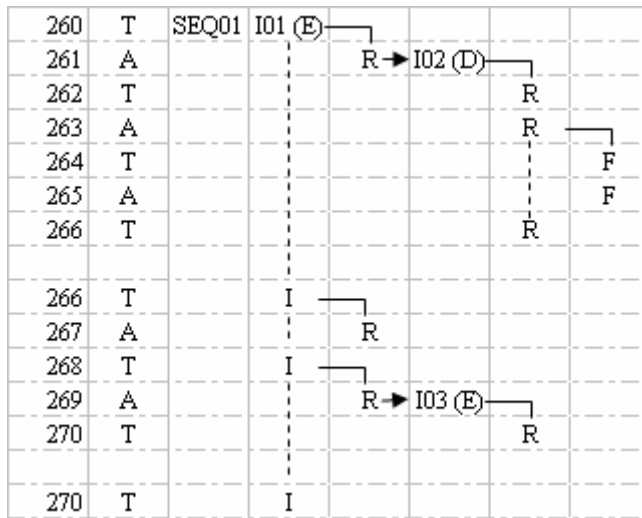 260 T SEQ01 I01 (E)
261 A R I02 (D)
262 T R
263 A R
264 T F
265 A F
266 T R
266 T I
267 A R
268 T I
269 A R I03 (E)
270 T R
270 T I